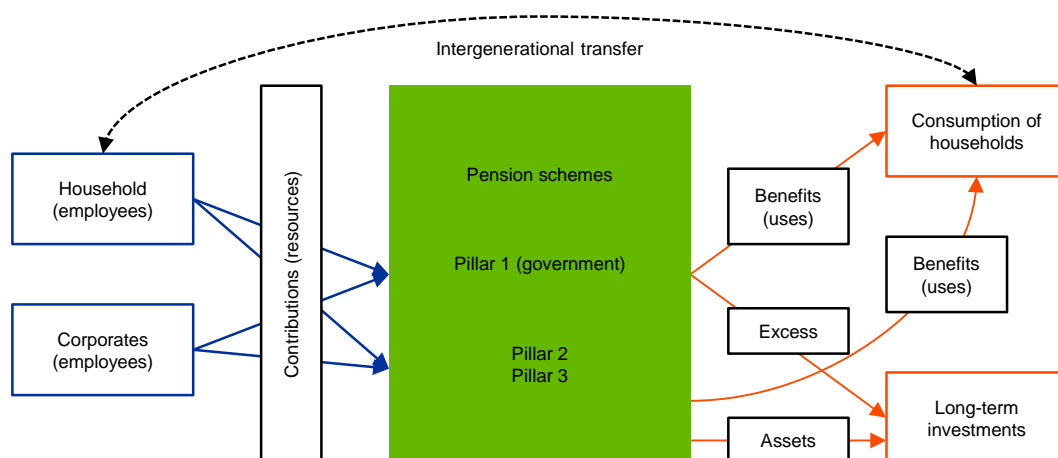 Intergenerational transfer
Household
(employees)
Corporates
(employees)
Contributions (resources)
Pension schemes
Pillar 1 (government)
Pillar 2
Pillar 3
Benefits
(uses)
Excess
Benefits
(uses)
Assets
Consumption of
households
Long-term
investments